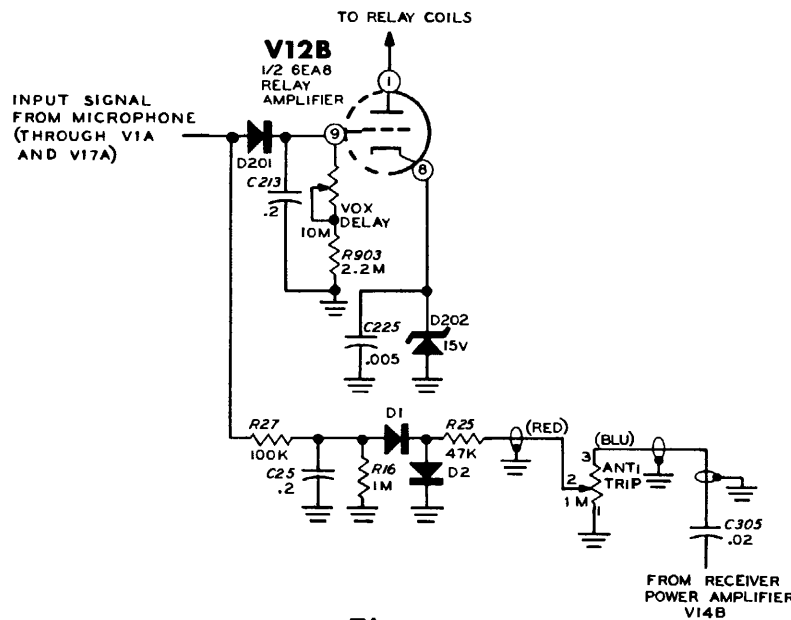 TO RELAY COILS
V12B
1/2 6EA8
RELAY
AMPLIFIER
1
INPUT SIGNAL
FROM MICROPHONE
(THROUGH V1A
AND V17A)
9
8
D201
C213
.2
VOX
DELAY
10M
R903
2.2M
C225
.005
D202
15V
R27
100K
C25
.2
R16
1M
D1
D2
R25
47K
(RED)
(BLU)
3
2
1
ANTI
TRIP
1 M
C305
.02
FROM RECEIVER
POWER AMPLIFIER
V14B